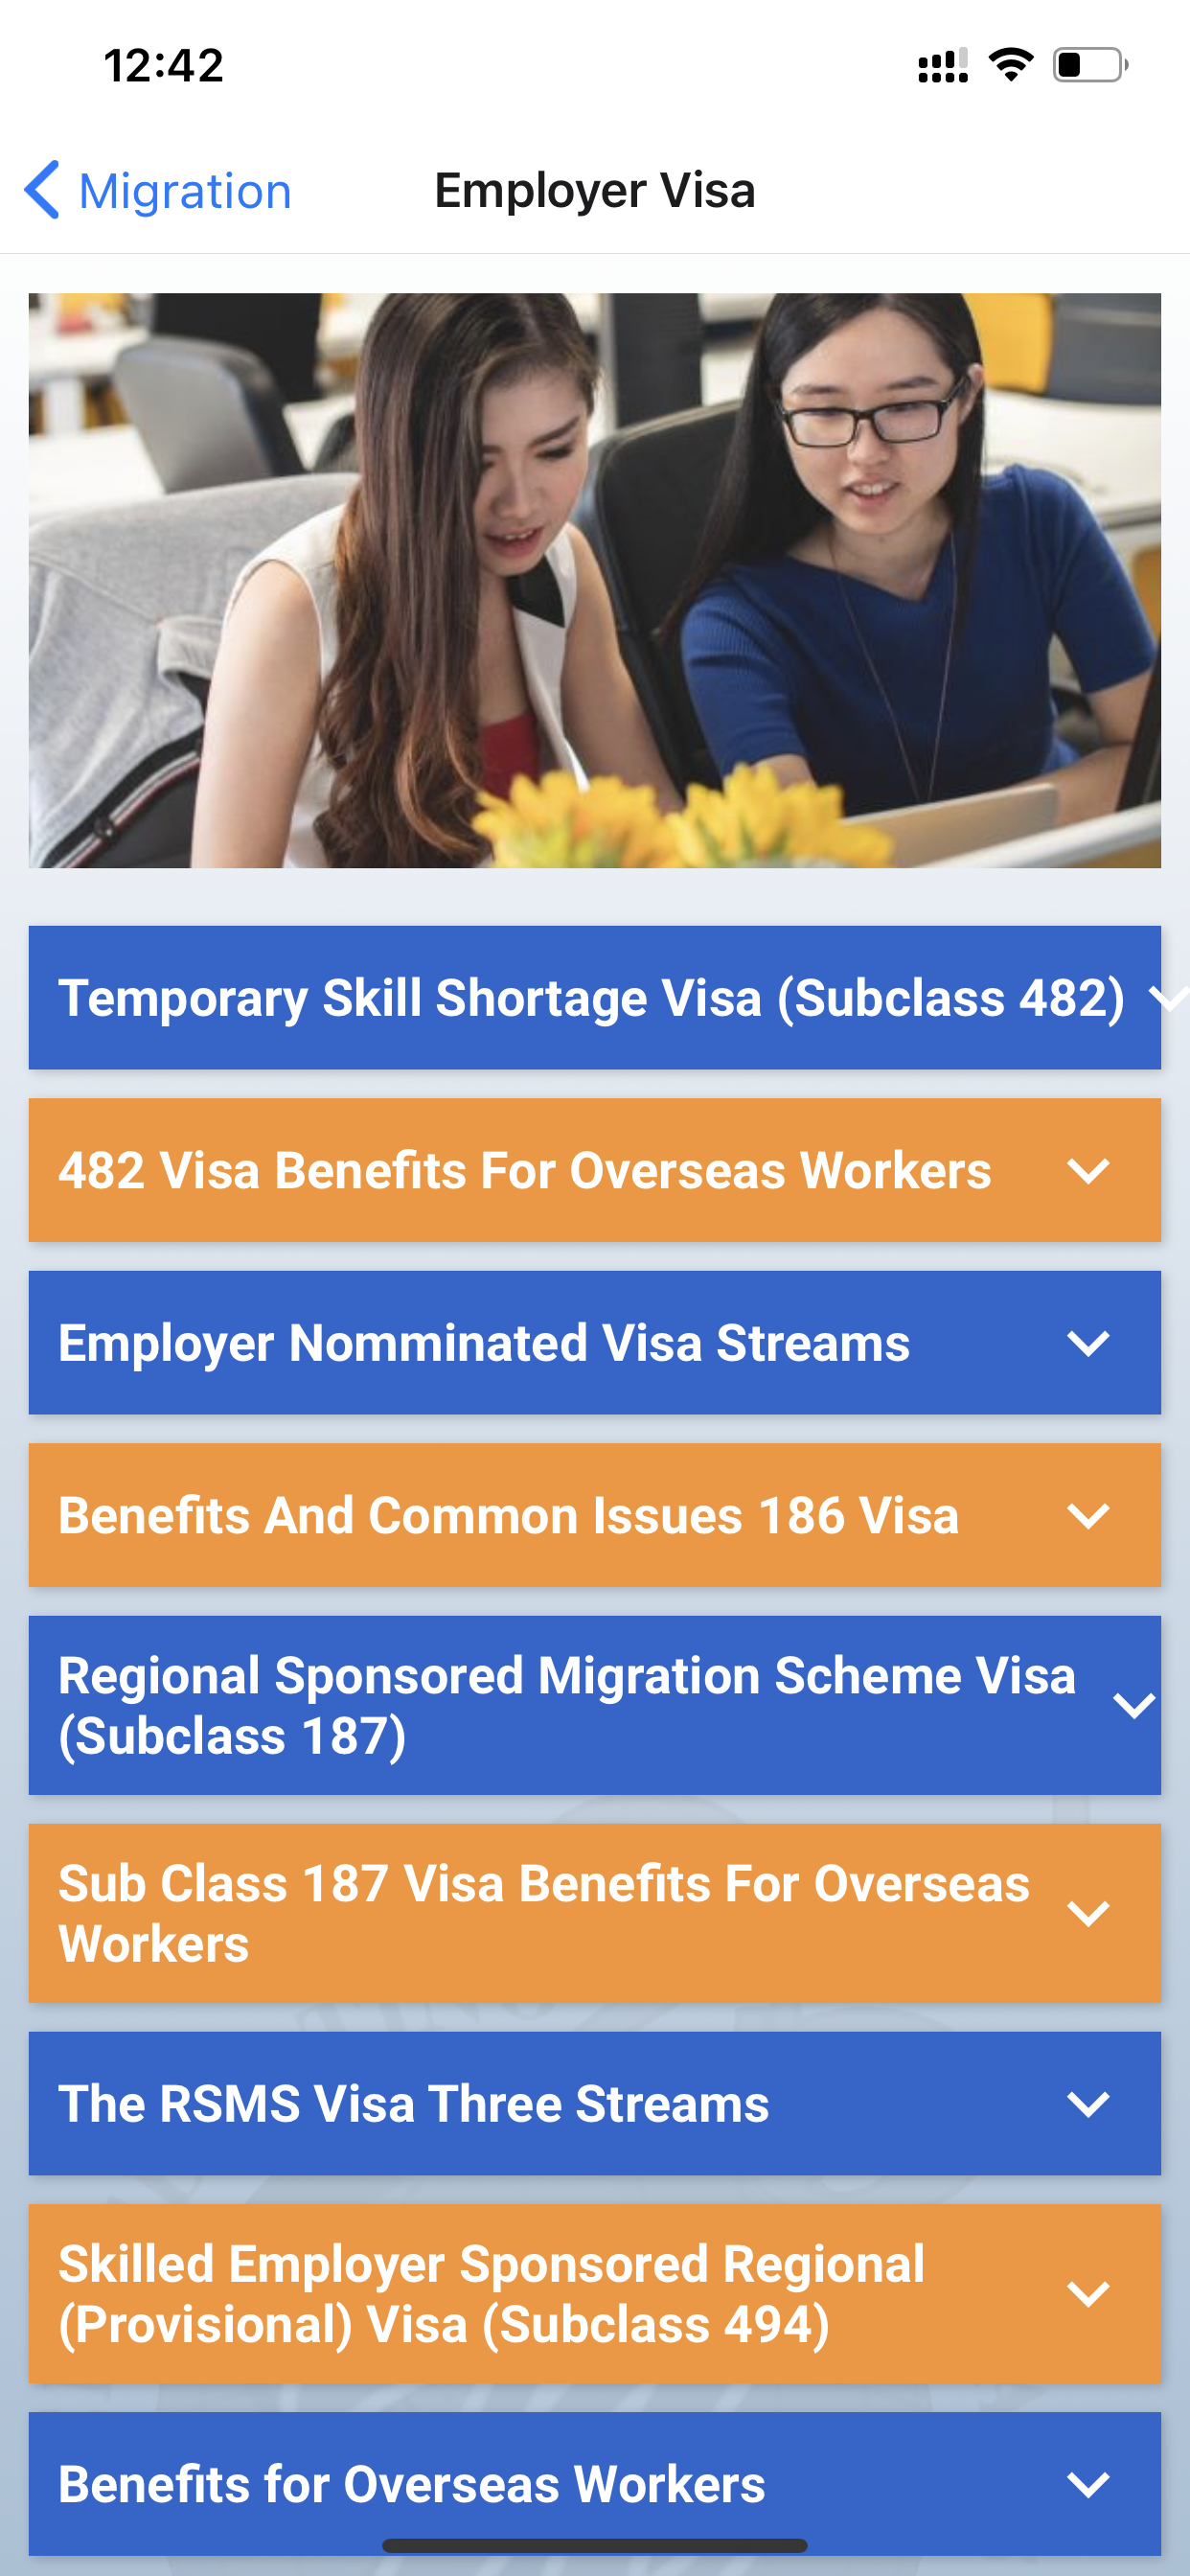 12:42
Migration
Employer Visa
Temporary Skill Shortage Visa (Subclass 482)
482 Visa Benefits For Overseas Workers
Employer Nomminated Visa Streams
Benefits And Common Issues 186 Visa
Regional Sponsored Migration Scheme Visa
(Subclass 187)
Sub Class 187 Visa Benefits For Overseas
Workers
The RSMS Visa Three Streams
Skilled Employer Sponsored Regional
(Provisional) Visa (Subclass 494)
Benefits for Overseas Workers